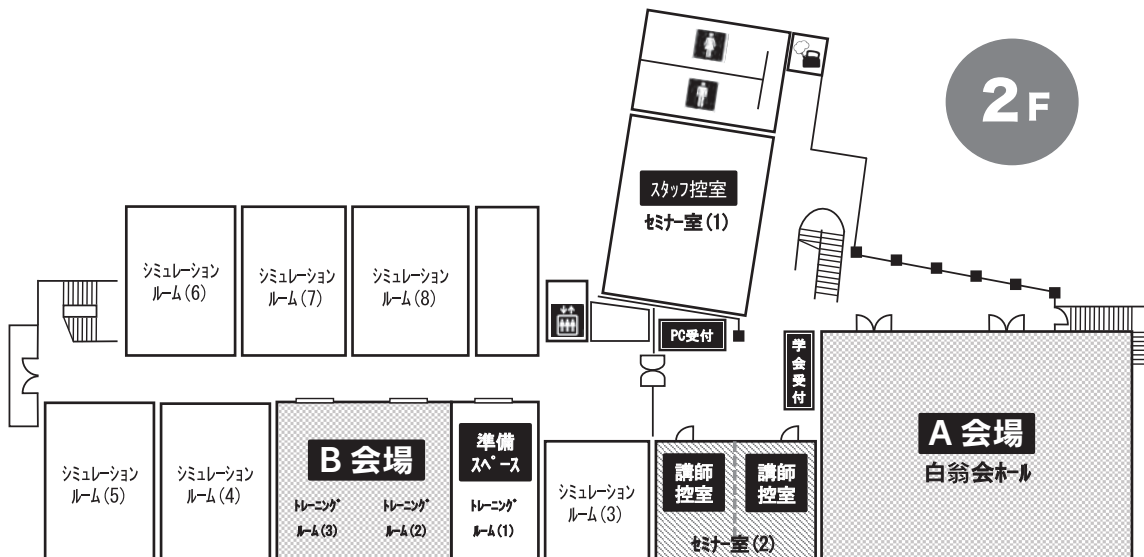 2F
スタッフ控室
セミナー室(1)
シミュレーション
ルーム(6)
シミュレーション
ルーム(7)
シミュレーション
ルーム(8)
PC受付
学会受付
A 会場
白翁会ホール
シミュレーション
ルーム(5)
シミュレーション
ルーム(4)
B 会場
トレーニング
ルーム(3)
トレーニング
ルーム(2)
準備
スペース
トレーニング
ルーム(1)
シミュレーション
ルーム(3)
講師
控室
講師
控室
セミナー室(2)